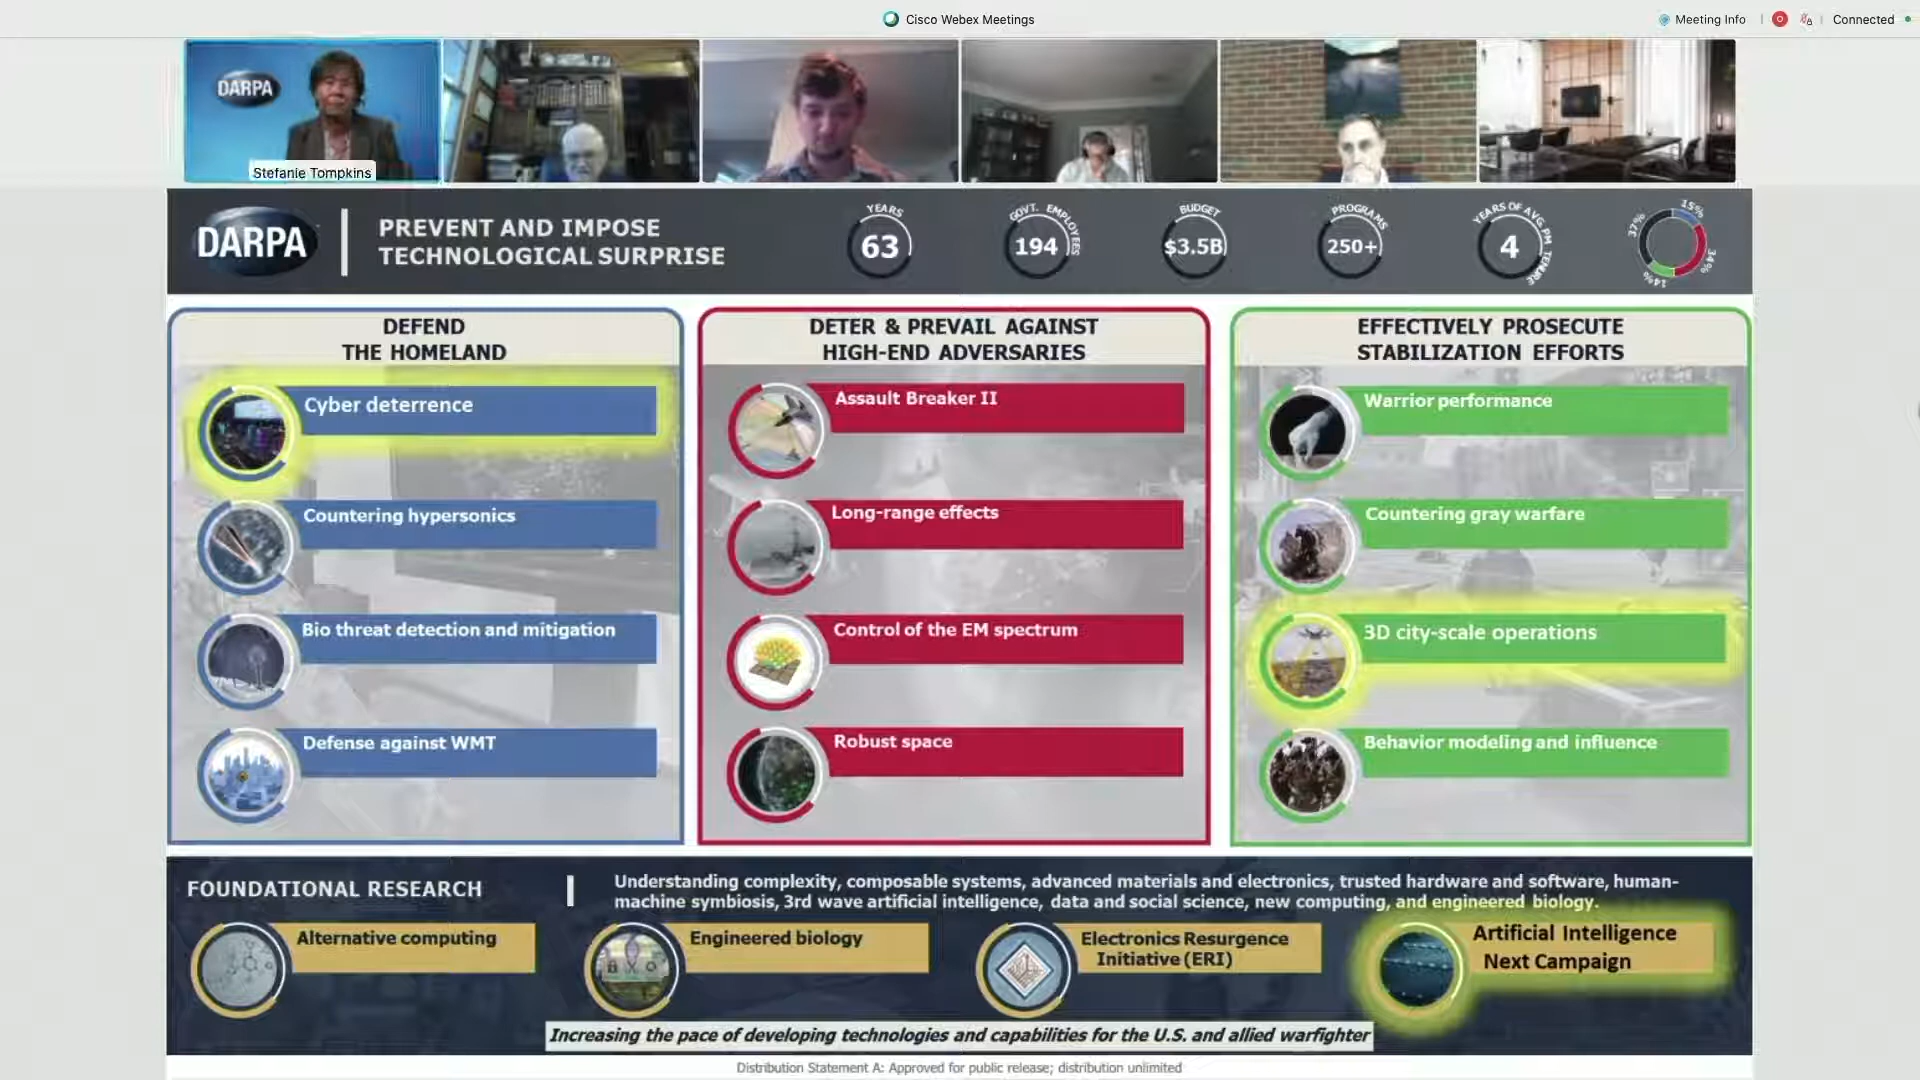 Cisco Webex Meetings
Meeting Info
Connected
DARPA
Stefanie Tompkins
DARPA
PREVENT AND IMPOSE
TECHNOLOGICAL SURPRISE
YEARS
63
GOVT. EMPLOYEES
194
BUDGET
$3.5B
PROGRAMS
250+
YEARS OF AVG. PM TENURE
4
15%
34%
14%
37%
DEFEND
THE HOMELAND
Cyber deterrence
Countering hypersonics
Bio threat detection and mitigation
Defense against WMT
DETER & PREVAIL AGAINST
HIGH-END ADVERSARIES
Assault Breaker II
Long-range effects
Control of the EM spectrum
Robust space
EFFECTIVELY PROSECUTE
STABILIZATION EFFORTS
Warrior performance
Countering gray warfare
3D city-scale operations
Behavior modeling and influence
FOUNDATIONAL RESEARCH
Understanding complexity, composable systems, advanced materials and electronics, trusted hardware and software, human-
machine symbiosis, 3rd wave artificial intelligence, data and social science, new computing, and engineered biology.
Alternative computing
Engineered biology
Electronics Resurgence
Initiative (ERI)
Artificial Intelligence
Next Campaign
Increasing the pace of developing technologies and capabilities for the U.S. and allied warfighter
Distribution Statement A: Approved for public release; distribution unlimited